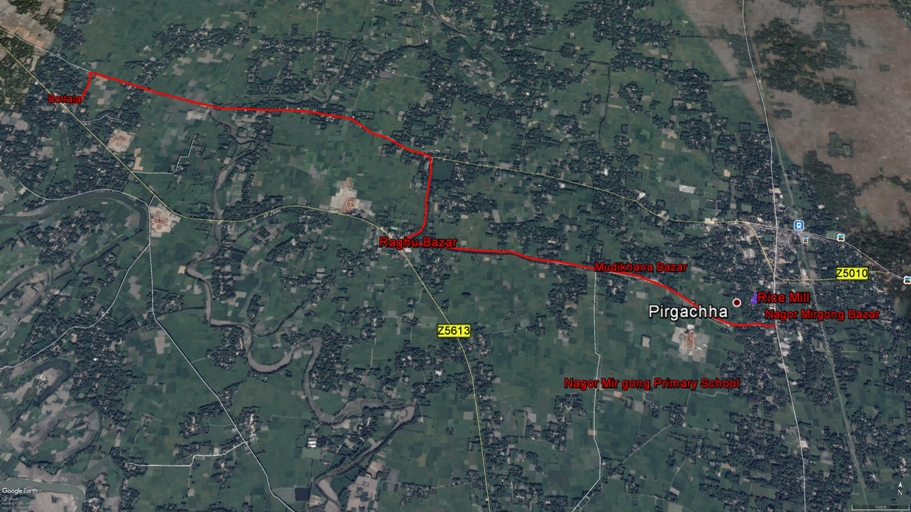 Raghu Bazar
Mudikhana Bazar
Z5010
Rice Mill
Pirgachha
Nagor Mirgong Bazar
Z5613
Nagor Mir gong Primary School
Google Earth
N